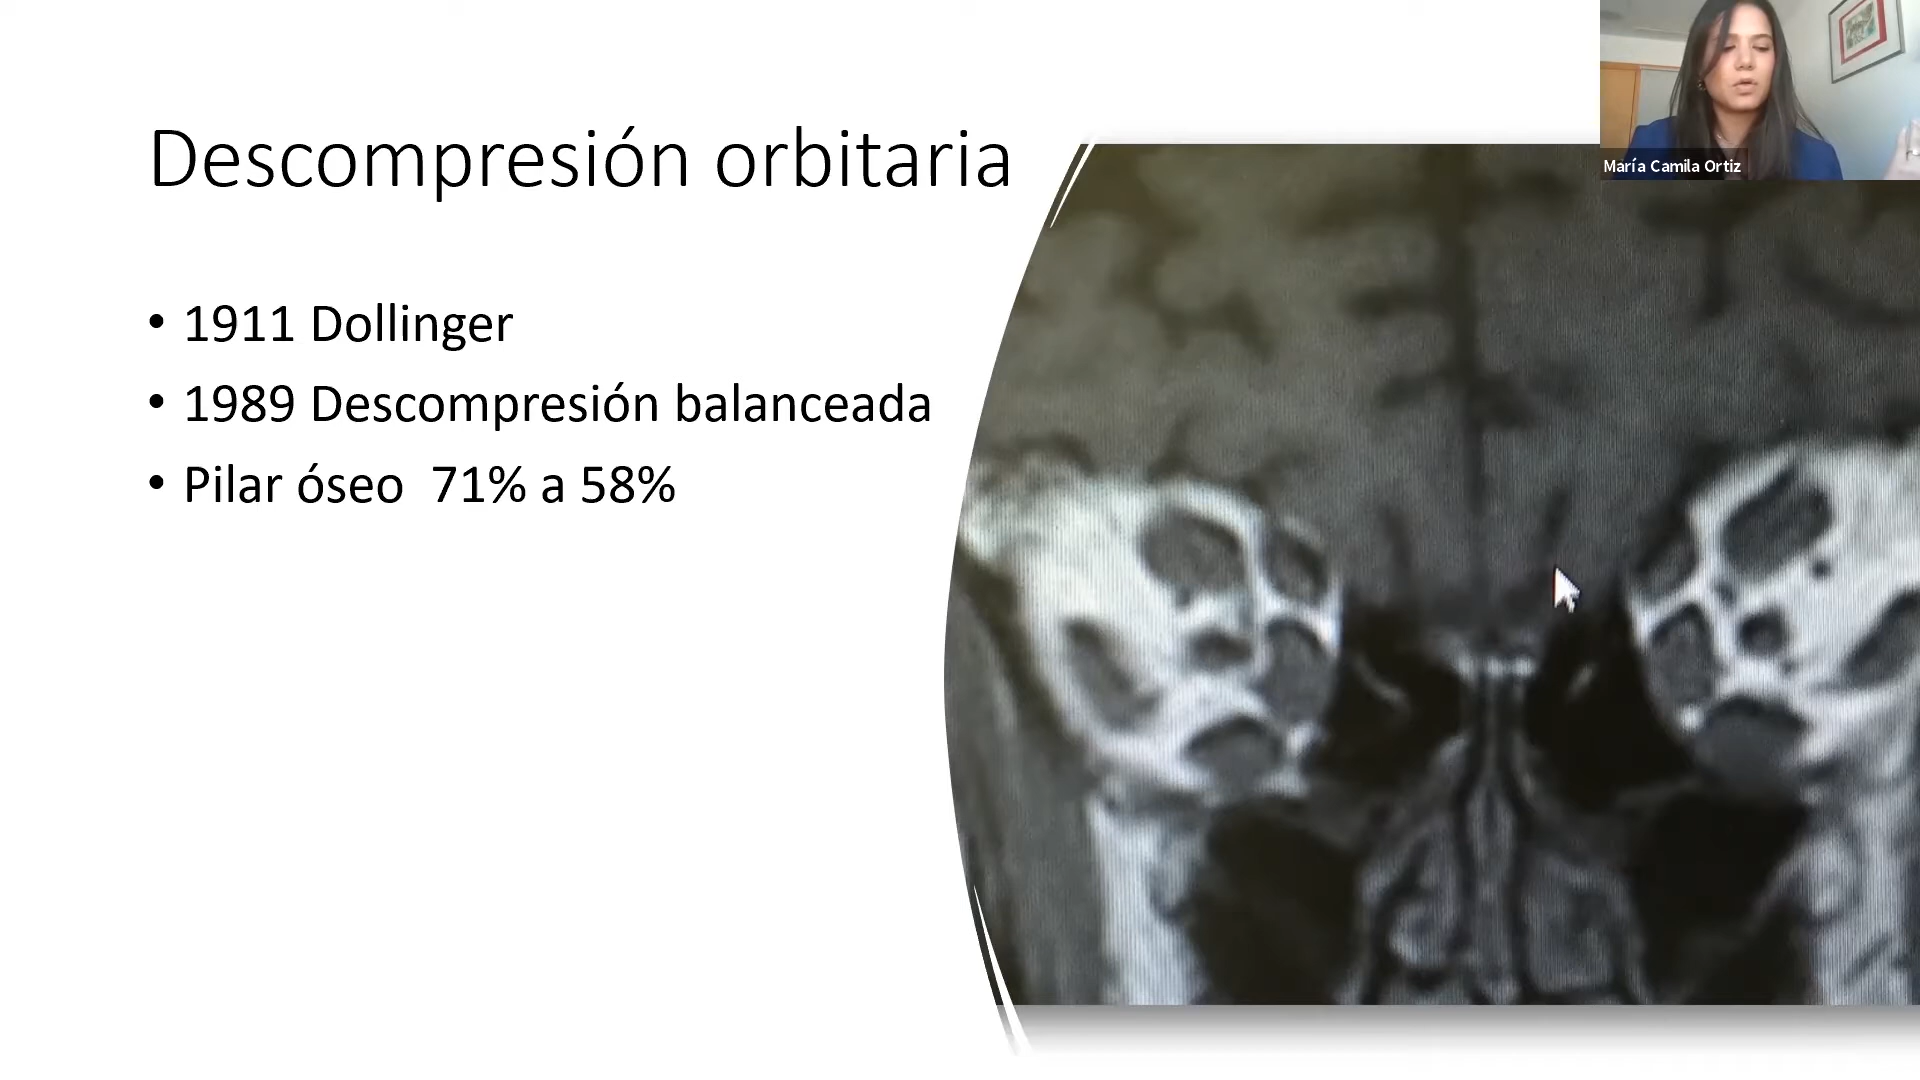 Descompresión orbitaria
• 1911 Dollinger
• 1989 Descompresión balanceada
• Pilar óseo  71% a 58%
María Camila Ortiz